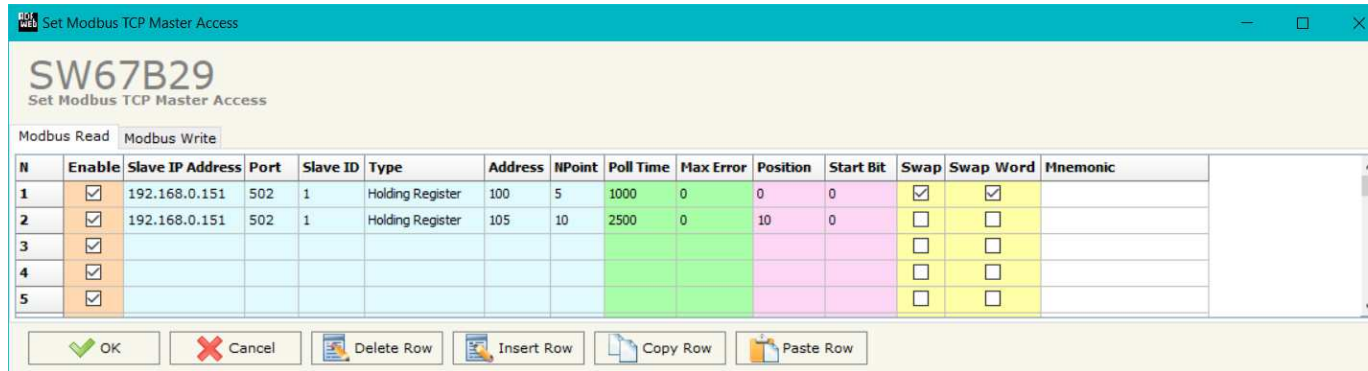 ADF WEB Set Modbus TCP Master Access
SW67B29
Set Modbus TCP Master Access
Modbus Read Modbus Write
N Enable Slave IP Address Port Slave ID Type Address NPoint Poll Time Max Error Position Start Bit Swap Swap Word Mnemonic
1 192.168.0.151 502 1 Holding Register 100 5 1000 0 0 0
2 192.168.0.151 502 1 Holding Register 105 10 2500 0 10 0
3
4
5
OK Cancel Delete Row Insert Row Copy Row Paste Row